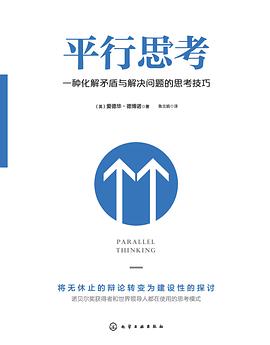 平行思考
一种化解矛盾与解决问题的思考技巧
（英）爱德华·德博诺 著
PARALLEL
THINKING
将无休止的辩论转变为建设性的探讨
诺贝尔奖获得者和世界领导人都在使用的思考模式
化学工业出版社